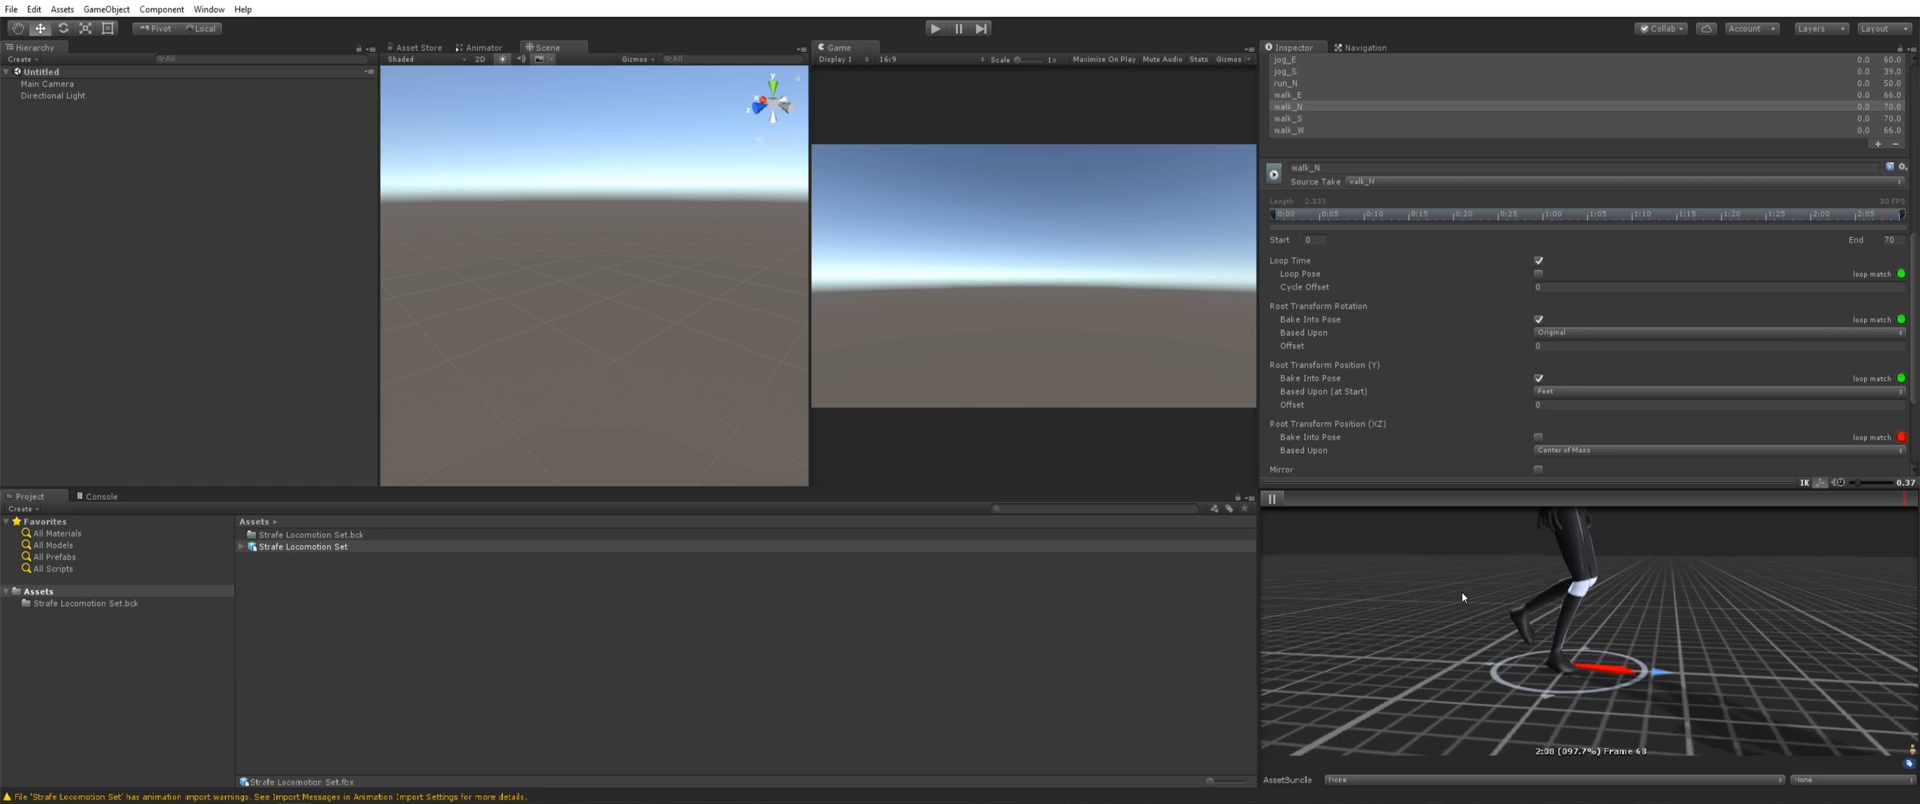 File Edit Assets GameObject Component Window Help
Pivot Local
Collab Account Layers Layout
Hierarchy
Create All
Untitled
Main Camera
Directional Light
Asset Store Animator Scene
Shaded 2D Gizmos All
y
z
Game
Display 1 16:9 Scale 1x Maximize On Play Mute Audio Stats Gizmos
Inspector Navigation
jog_E 0.0 60.0
jog_S 0.0 39.0
run_N 0.0 50.0
walk_E 0.0 66.0
walk_N 0.0 70.0
walk_S 0.0 70.0
walk_W 0.0 66.0
walk_N
Source Take walk_N
Length 2.333 30 FPS
0:00 0:05 0:10 0:15 0:20 0:25 1:00 1:05 1:10 1:15 1:20 1:25 2:00 2:05
Start 0 End 70
Loop Time
Loop Pose loop match
Cycle Offset 0
Root Transform Rotation
Bake Into Pose loop match
Based Upon Original
Offset 0
Root Transform Position (Y)
Bake Into Pose loop match
Based Upon (at Start) Feet
Offset 0
Root Transform Position (XZ)
Bake Into Pose loop match
Based Upon Center of Mass
Mirror
IK 0.37
2:08 (097.7%) Frame 68
AssetBundle None None
Project Console
Create
Favorites
All Materials
All Models
All Prefabs
All Scripts
Assets
Strafe Locomotion Set.bck
Assets
Strafe Locomotion Set.bck
Strafe Locomotion Set
Strafe Locomotion Set.fbx
File 'Strafe Locomotion Set' has animation import warnings. See Import Messages in Animation Import Settings for more details.